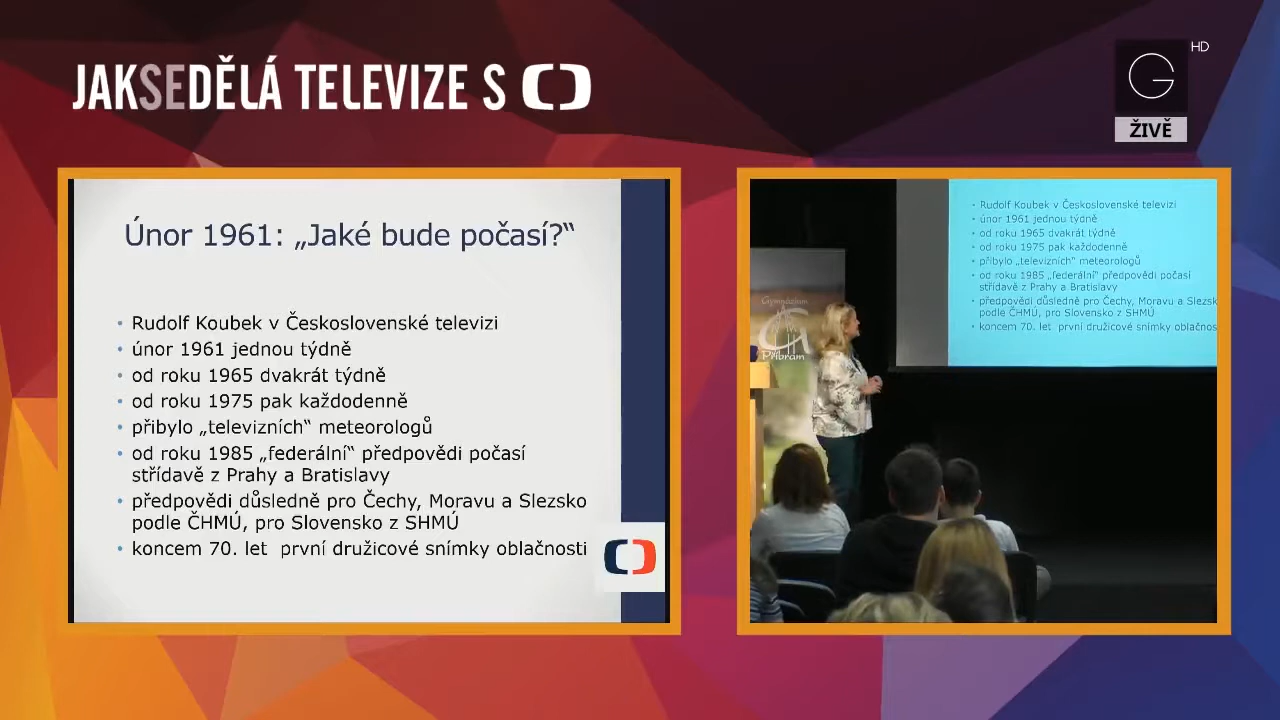 JAKSEDĚLÁ TELEVIZE S
G
HD
ŽIVĚ
Únor 1961: „Jaké bude počasí?“
• Rudolf Koubek v Československé televizi
• únor 1961 jednou týdně
• od roku 1965 dvakrát týdně
• od roku 1975 pak každodenně
• přibylo „televizních“ meteorologů
• od roku 1985 „federální“ předpovědi počasí
střídavě z Prahy a Bratislavy
• předpovědi důsledně pro Čechy, Moravu a Slezsko
podle ČHMÚ, pro Slovensko z SHMÚ
• koncem 70. let první družicové snímky oblačnosti
• Rudolf Koubek v Československé televizi
• únor 1961 jednou týdně
• od roku 1965 dvakrát týdně
• od roku 1975 pak každodenně
• přibylo „televizních“ meteorologů
• od roku 1985 „federální“ předpovědi počasí
střídavě z Prahy a Bratislavy
• předpovědi důsledně pro Čechy, Moravu a Slezsk
podle ČHMÚ, pro Slovensko z SHMÚ
• koncem 70. let první družicové snímky oblačnos
Gymnázium
Příbram